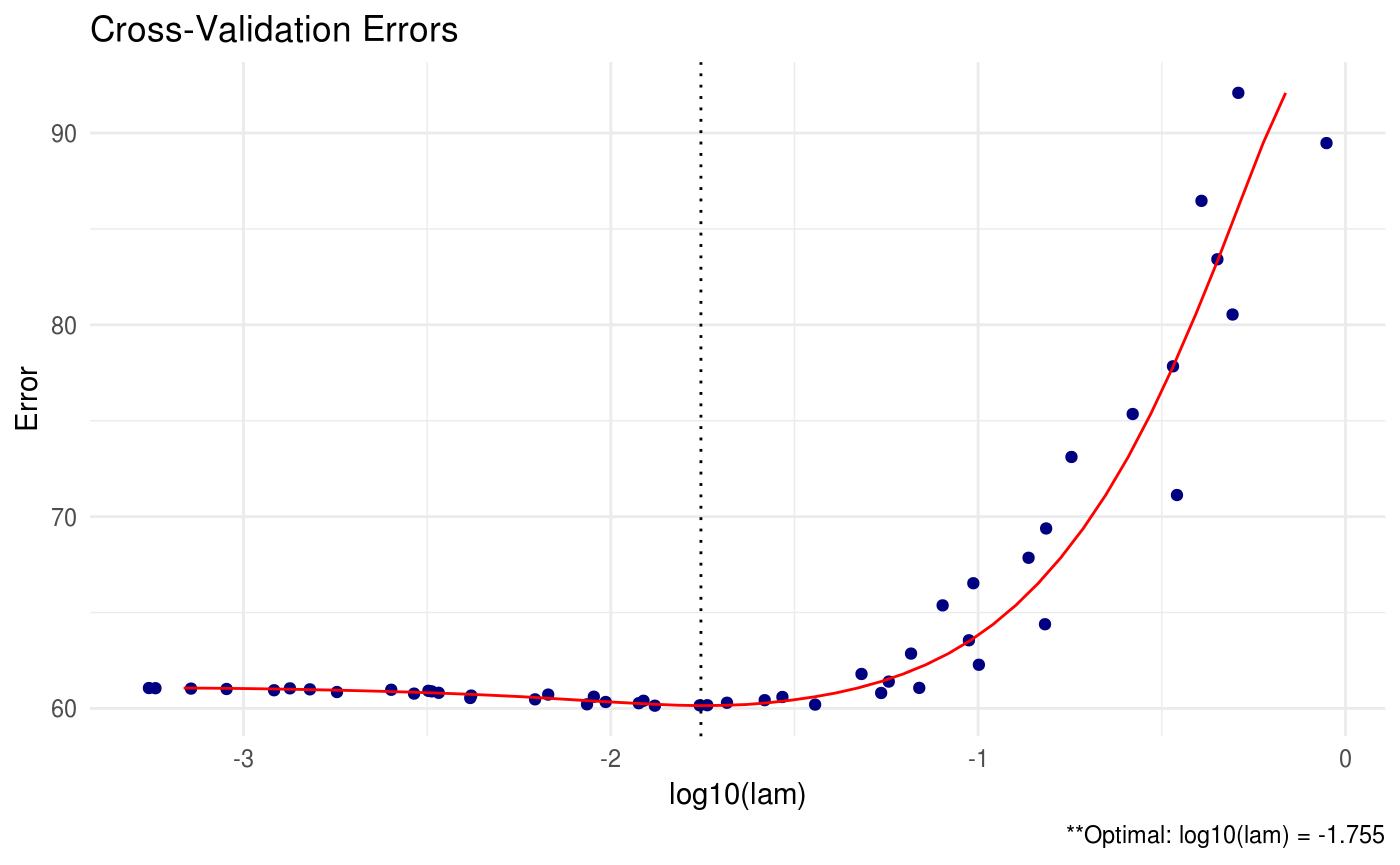 Cross-Validation Errors
Error
90
80
70
60
-3
-2
-1
0
log10(lam)
**Optimal: log10(lam) = -1.755